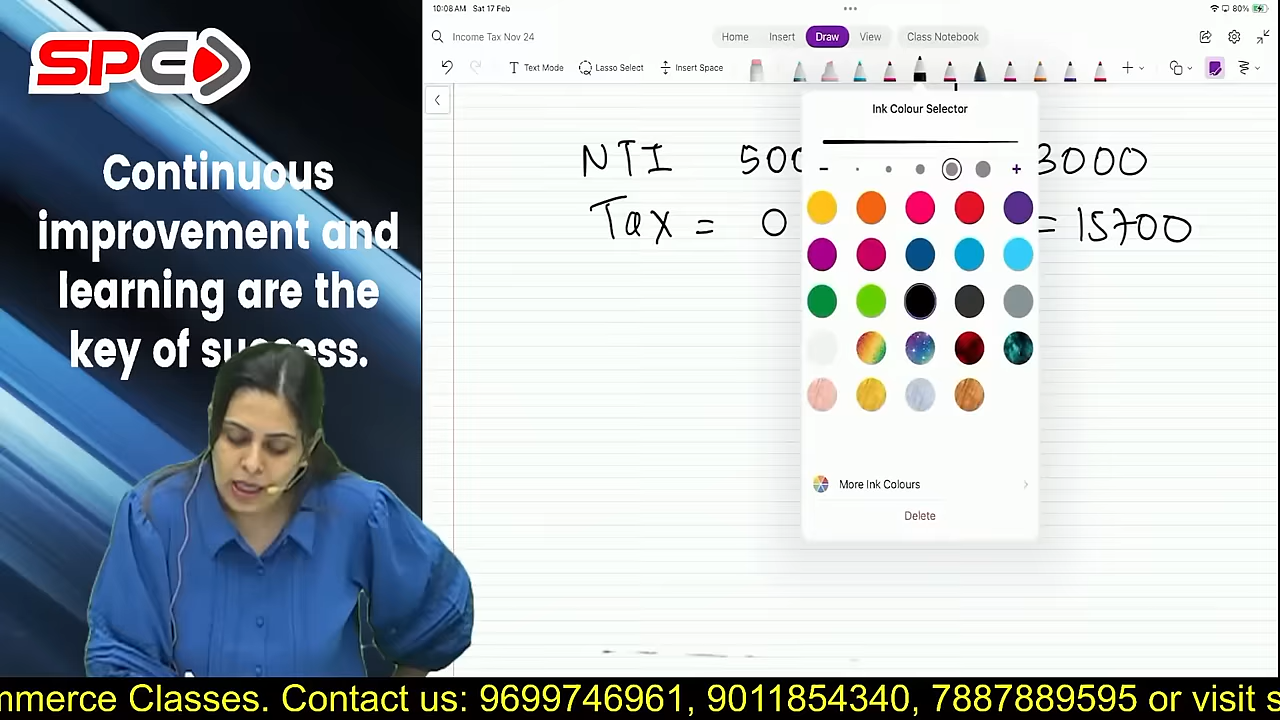 10:08 AM Sat 17 Feb
80%
SPC
Income Tax Nov 24
Home Insert Draw View Class Notebook
Text Mode Lasso Select Insert Space
Ink Colour Selector
Continuous
improvement and
learning are the
key of success.
NTI 500 3000
Tax = 0 = 15700
More Ink Colours
Delete
mmerce Classes. Contact us: 9699746961, 9011854340, 7887889595 or visit s